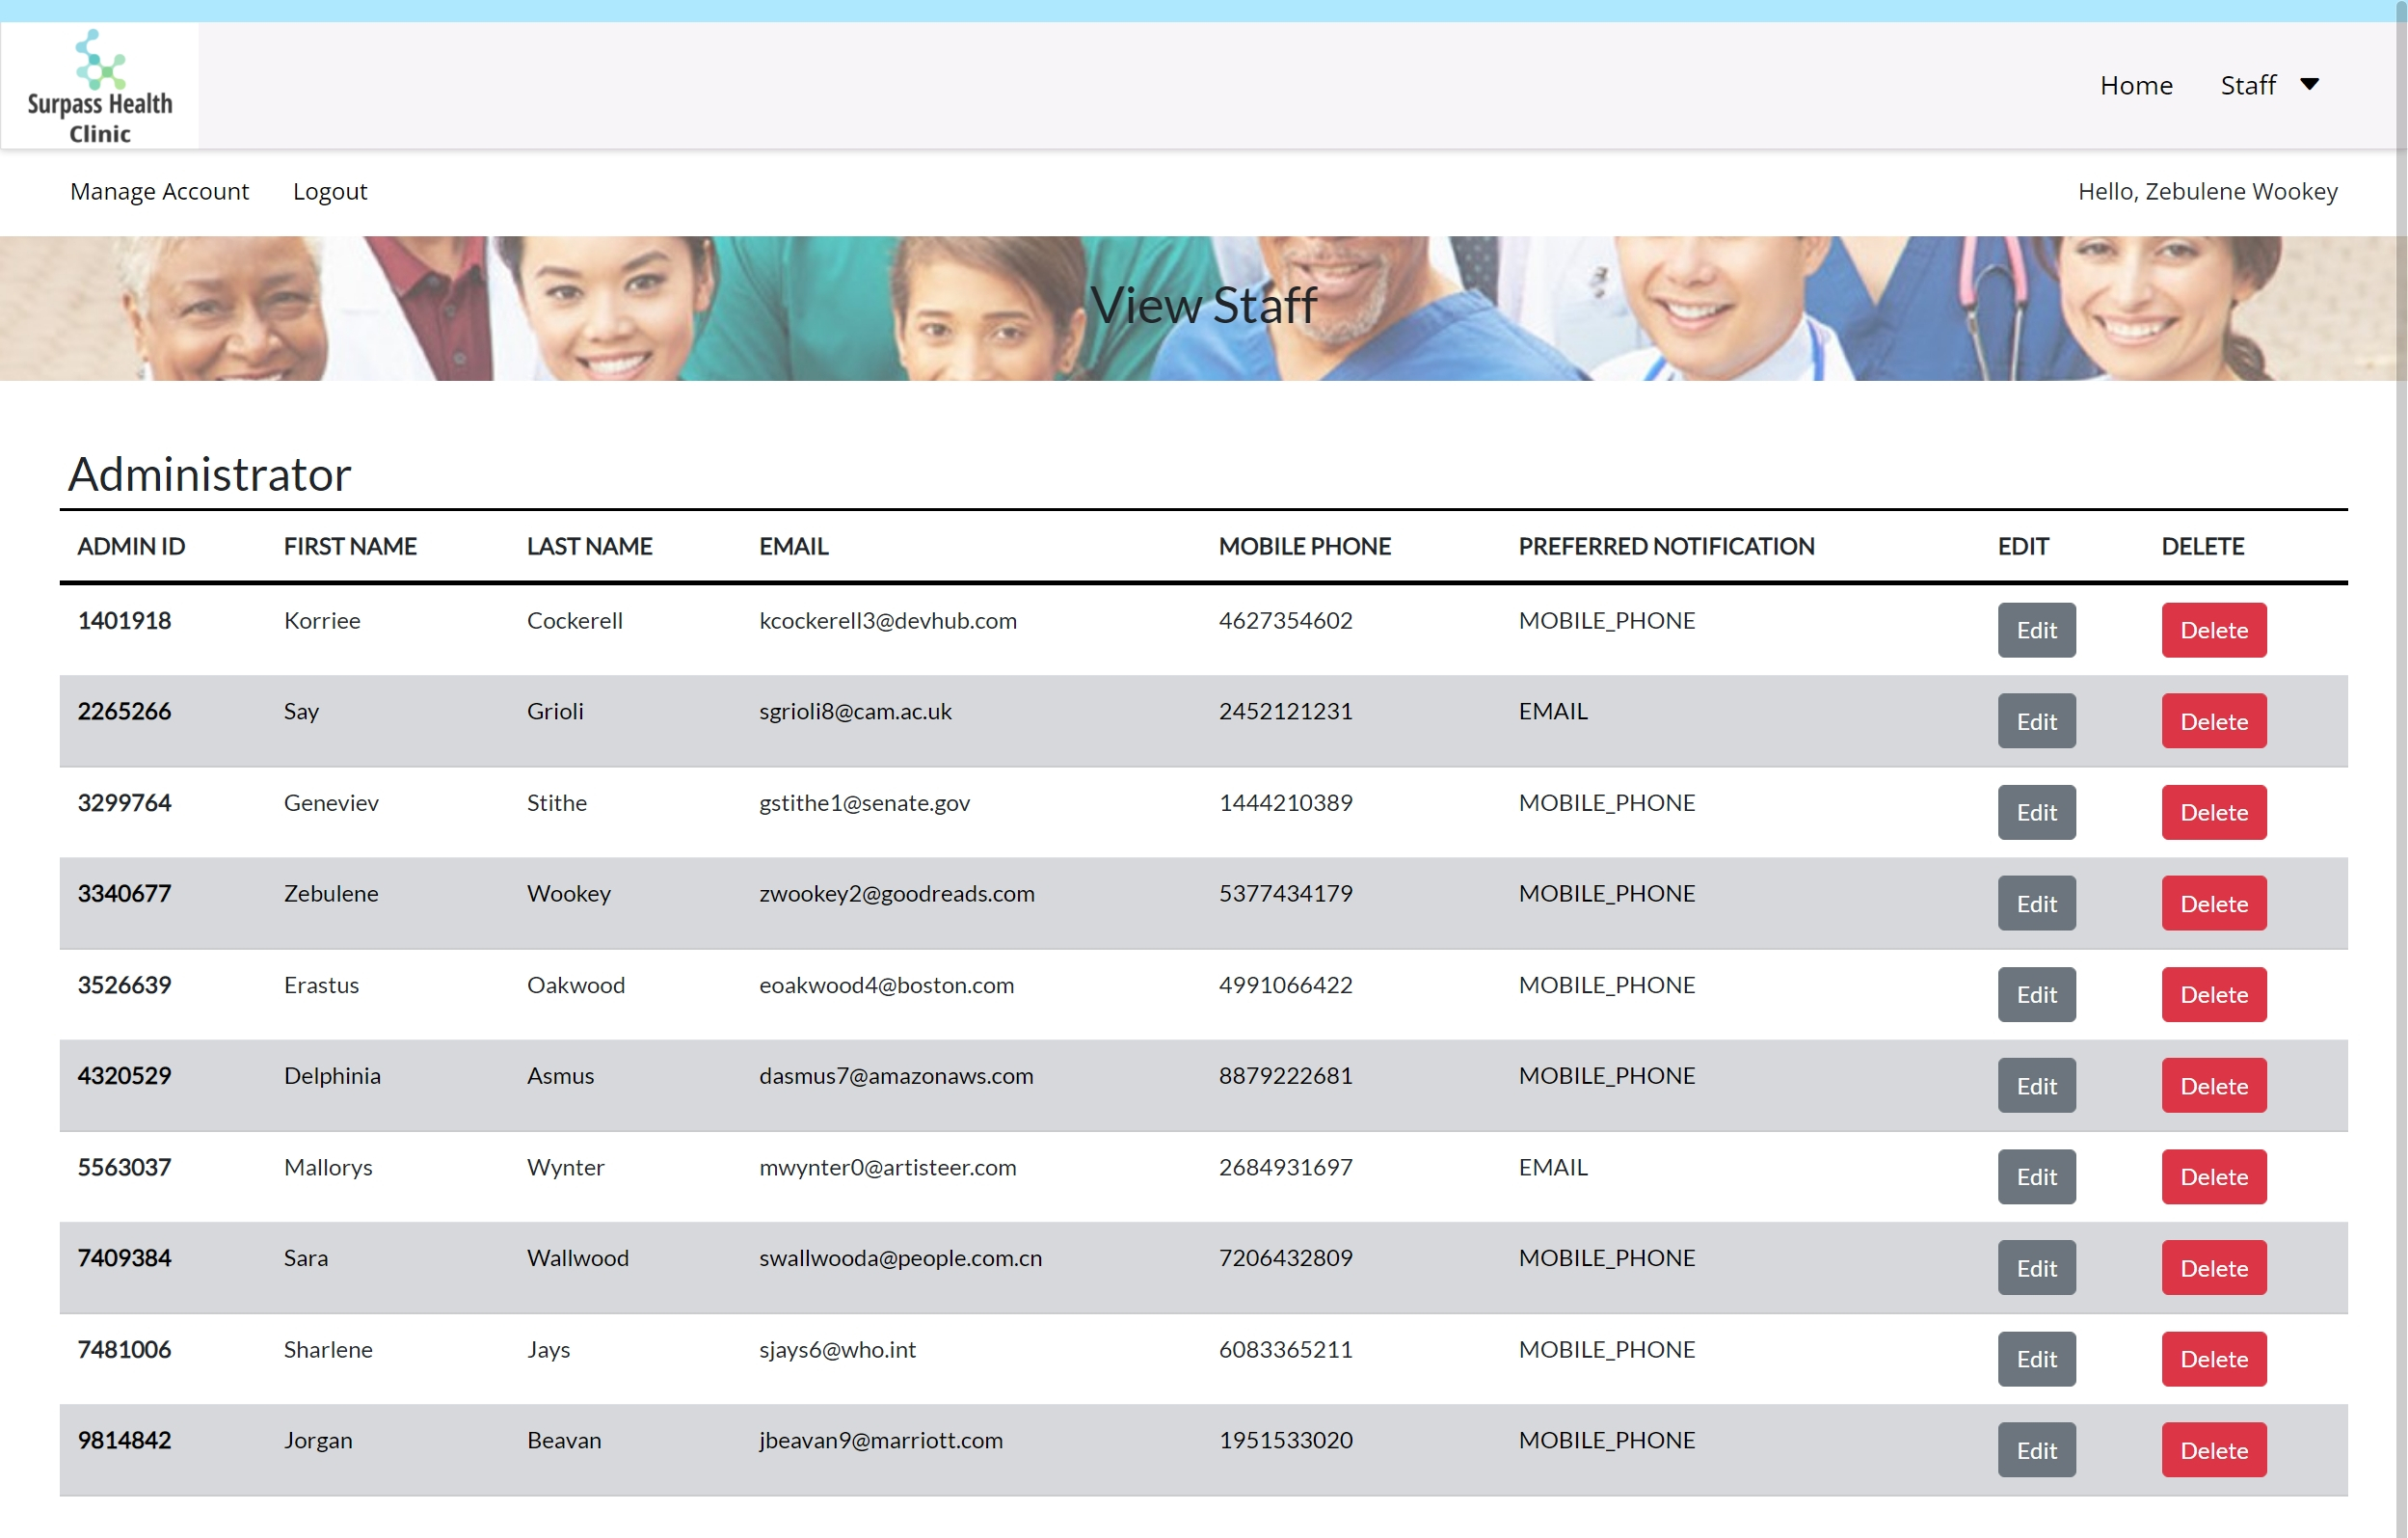 Surpass Health
Clinic
Home Staff
Manage Account Logout Hello, Zebulene Wookey
View Staff
Administrator
ADMIN ID FIRST NAME LAST NAME EMAIL MOBILE PHONE PREFERRED NOTIFICATION EDIT DELETE
1401918 Korriee Cockerell kcockerell3@devhub.com 4627354602 MOBILE_PHONE Edit Delete
2265266 Say Grioli sgrioli8@cam.ac.uk 2452121231 EMAIL Edit Delete
3299764 Geneviev Stithe gstithe1@senate.gov 1444210389 MOBILE_PHONE Edit Delete
3340677 Zebulene Wookey zwookey2@goodreads.com 5377434179 MOBILE_PHONE Edit Delete
3526639 Erastus Oakwood eoakwood4@boston.com 4991066422 MOBILE_PHONE Edit Delete
4320529 Delphinia Asmus dasmus7@amazonaws.com 8879222681 MOBILE_PHONE Edit Delete
5563037 Mallorys Wynter mwynter0@artisteer.com 2684931697 EMAIL Edit Delete
7409384 Sara Wallwood swallwooda@people.com.cn 7206432809 MOBILE_PHONE Edit Delete
7481006 Sharlene Jays sjays6@who.int 6083365211 MOBILE_PHONE Edit Delete
9814842 Jorgan Beavan jbeavan9@marriott.com 1951533020 MOBILE_PHONE Edit Delete